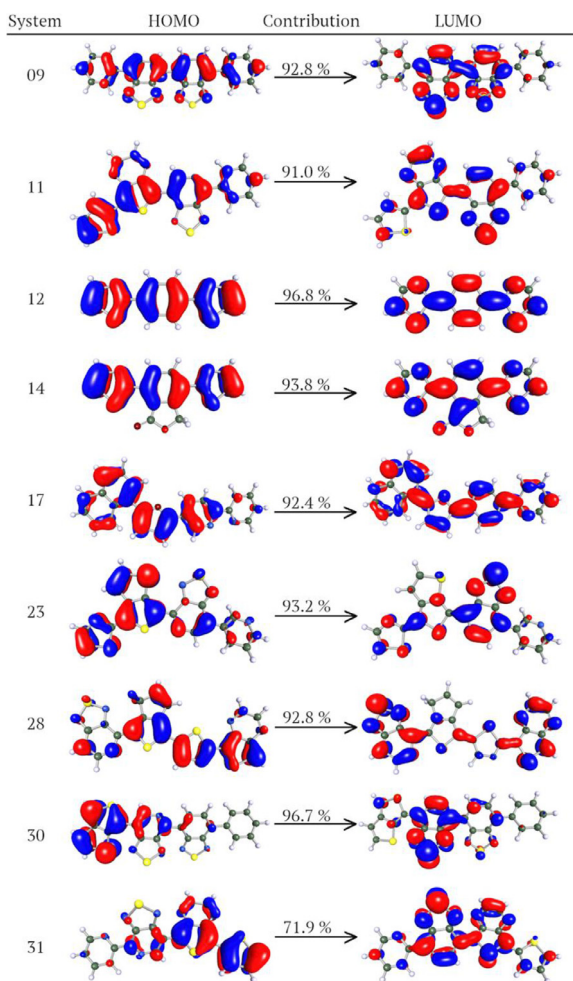 System HOMO Contribution LUMO
09 92.8 %
11 91.0 %
12 96.8 %
14 93.8 %
17 92.4 %
23 93.2 %
28 92.8 %
30 96.7 %
31 71.9 %